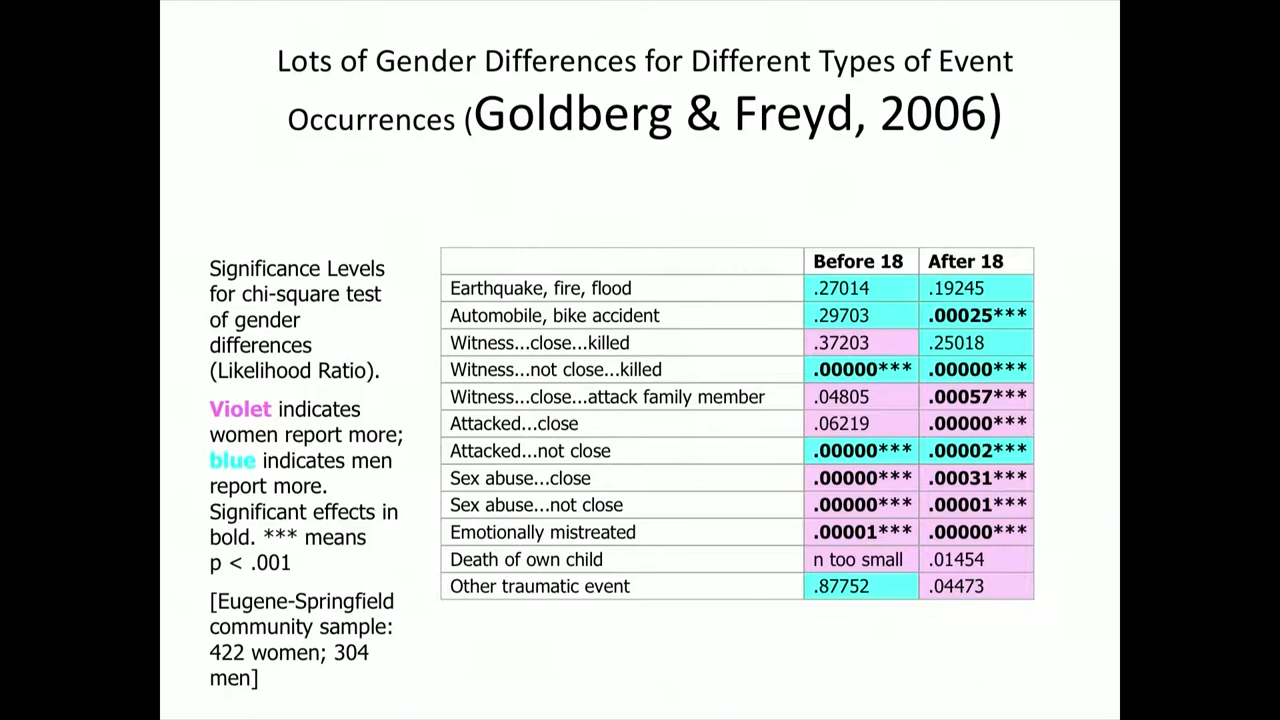 Lots of Gender Differences for Different Types of Event
Occurrences (Goldberg & Freyd, 2006)
Significance Levels
for chi-square test
of gender
differences
(Likelihood Ratio).
Violet indicates
women report more;
blue indicates men
report more.
Significant effects in
bold. *** means
p < .001
[Eugene-Springfield
community sample:
422 women; 304
men]
Before 18 After 18
Earthquake, fire, flood .27014 .19245
Automobile, bike accident .29703 .00025***
Witness...close...killed .37203 .25018
Witness...not close...killed .00000*** .00000***
Witness...close...attack family member .04805 .00057***
Attacked...close .06219 .00000***
Attacked...not close .00000*** .00002***
Sex abuse...close .00000*** .00031***
Sex abuse...not close .00000*** .00001***
Emotionally mistreated .00001*** .00000***
Death of own child n too small .01454
Other traumatic event .87752 .04473